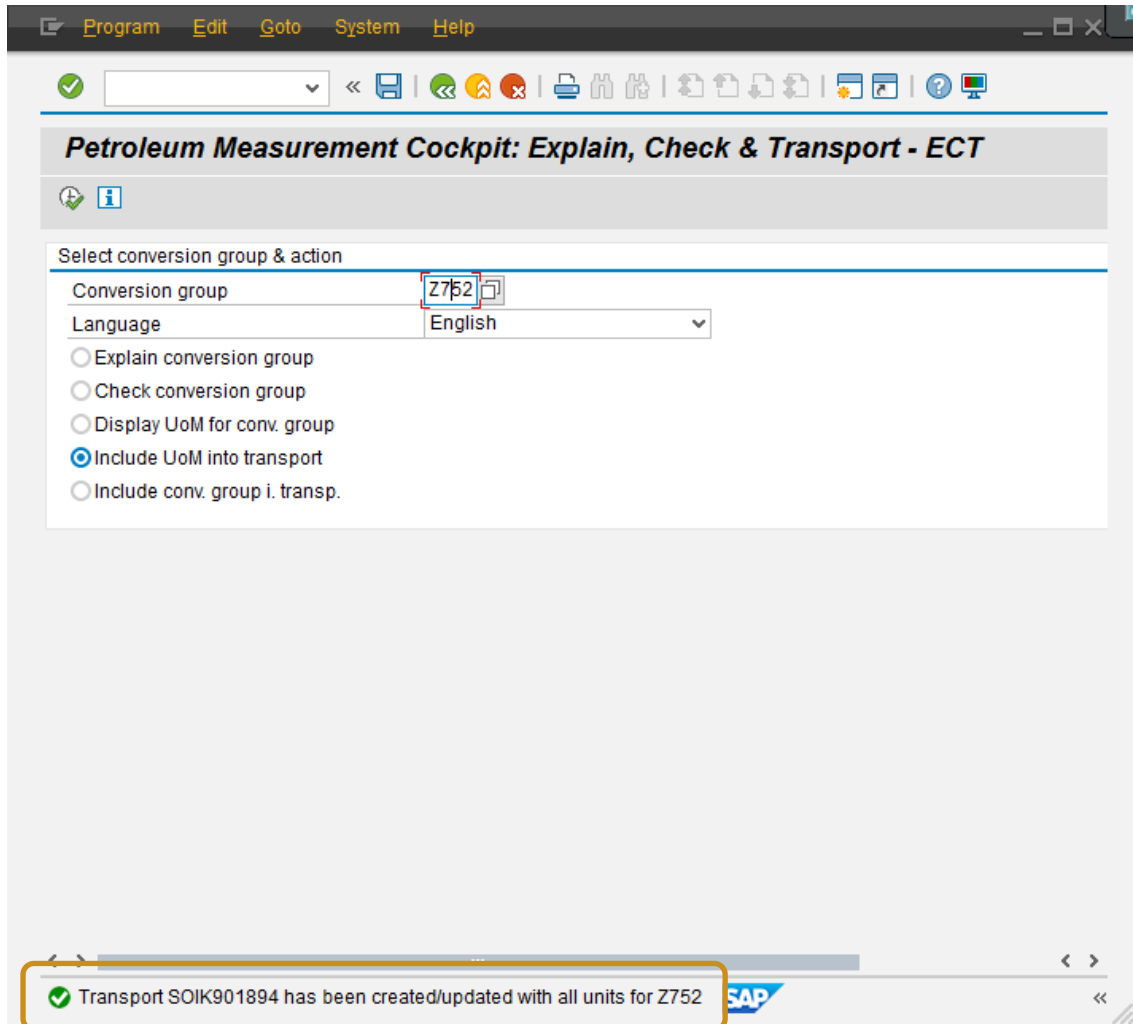 Program Edit Goto System Help
Petroleum Measurement Cockpit: Explain, Check & Transport - ECT
Select conversion group & action
Conversion group Z752
Language English
Explain conversion group
Check conversion group
Display UoM for conv. group
Include UoM into transport
Include conv. group i. transp.
Transport SOIK901894 has been created/updated with all units for Z752 SAP